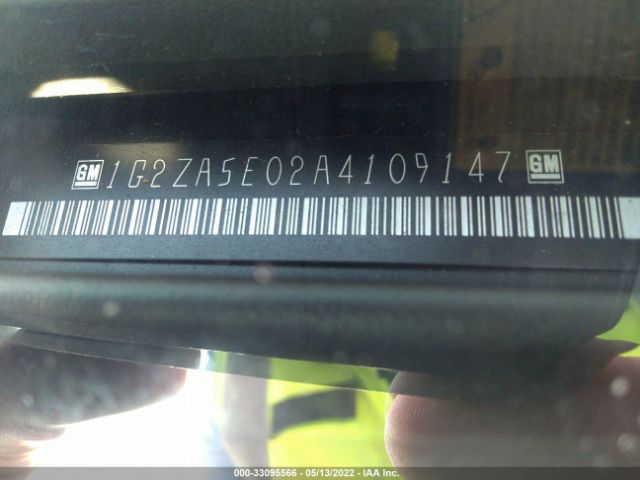 GM 1G2ZA5E02A4109147 GM
000-33095566 - 05/13/2022 - IAA Inc.